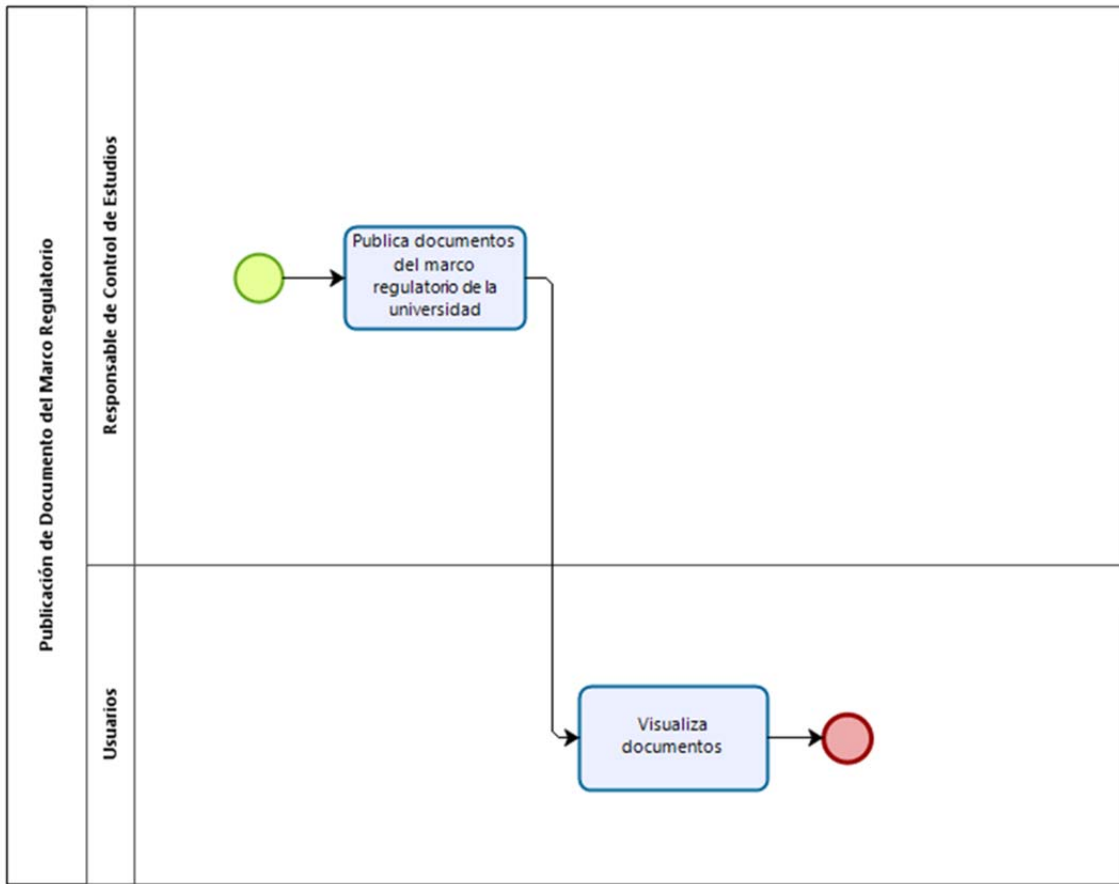 Publicación de Documento del Marco Regulatorio
Responsable de Control de Estudios
Publica documentos
del marco
regulatorio de la
universidad
Usuarios
Visualiza
documentos